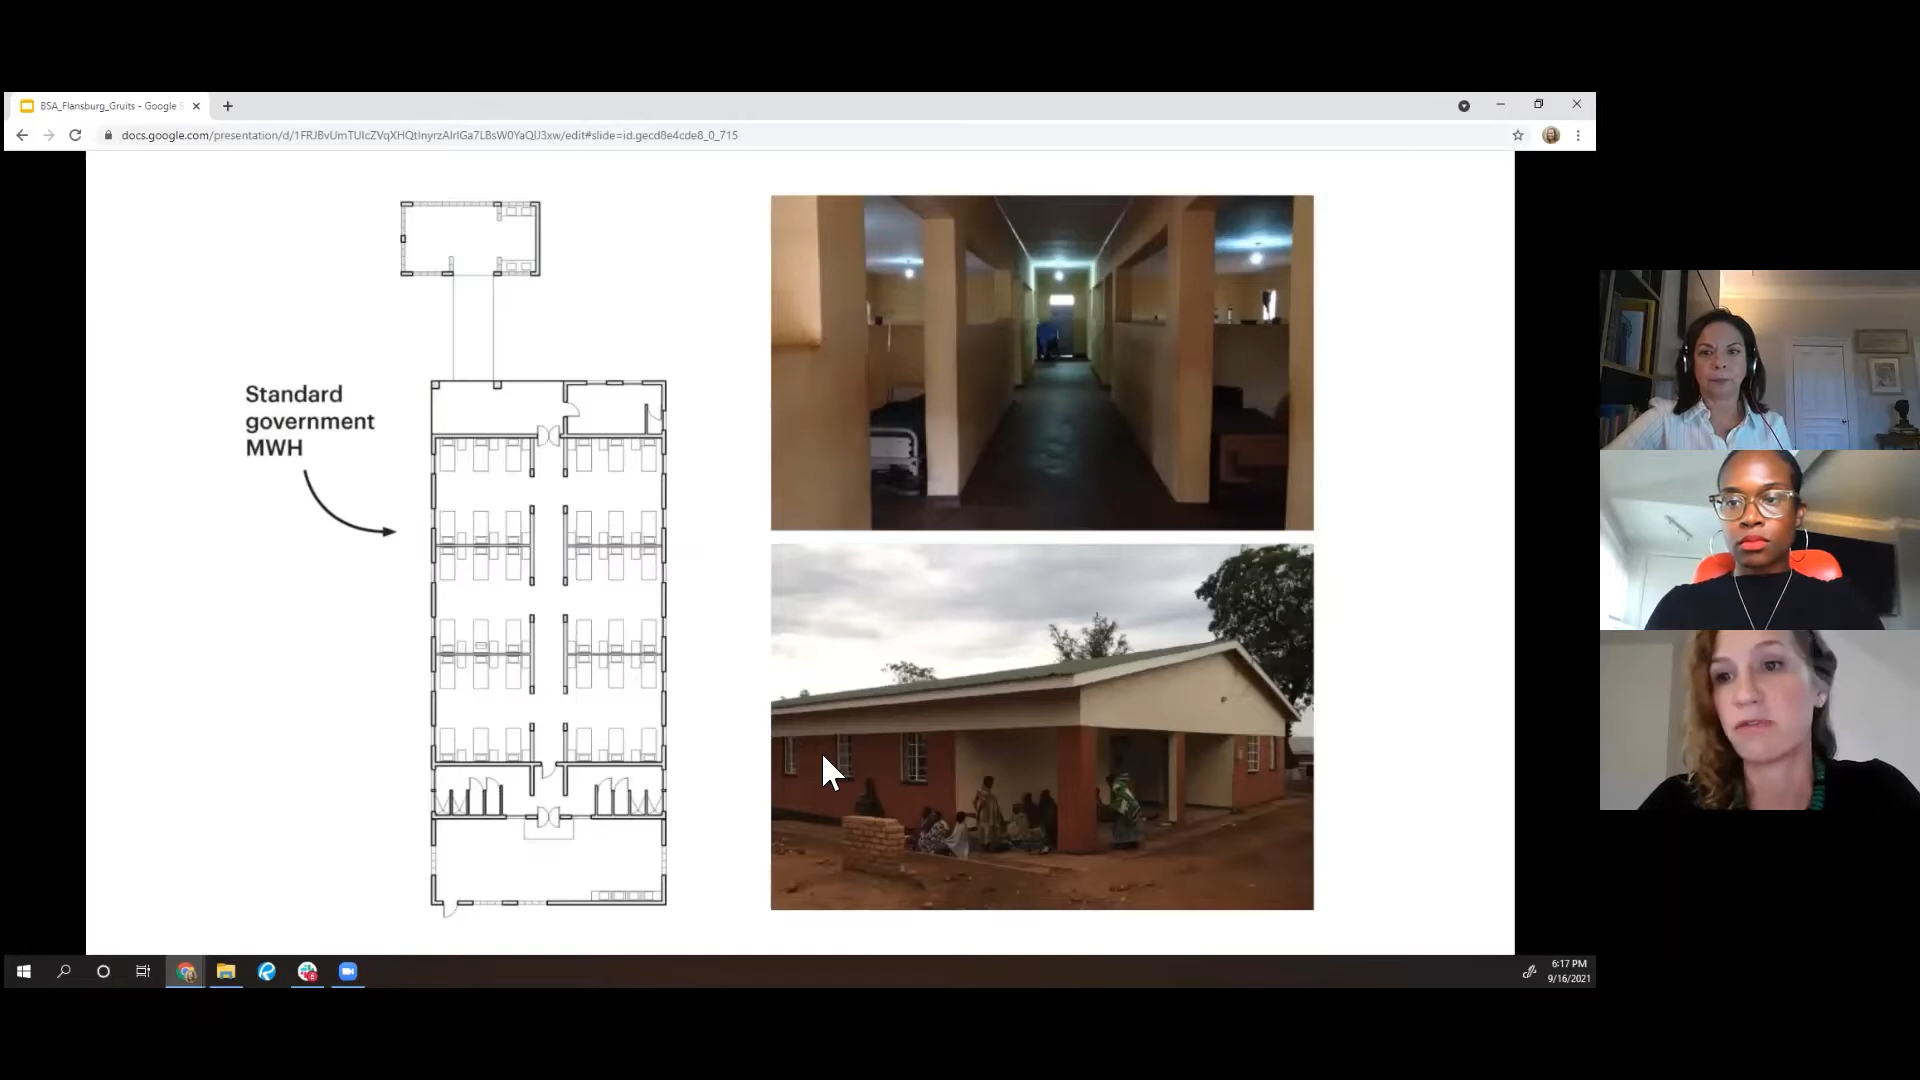 BSA_Flansburg_Gruits - Google S
docs.google.com/presentation/d/1FRJBvUmTUIcZVqXHQtInyrzAIrIGa7LBsW0YaQIJ3xw/edit#slide=id.gecd8e4cde8_0_715
Standard
government
MWH
6:17 PM
9/16/2021